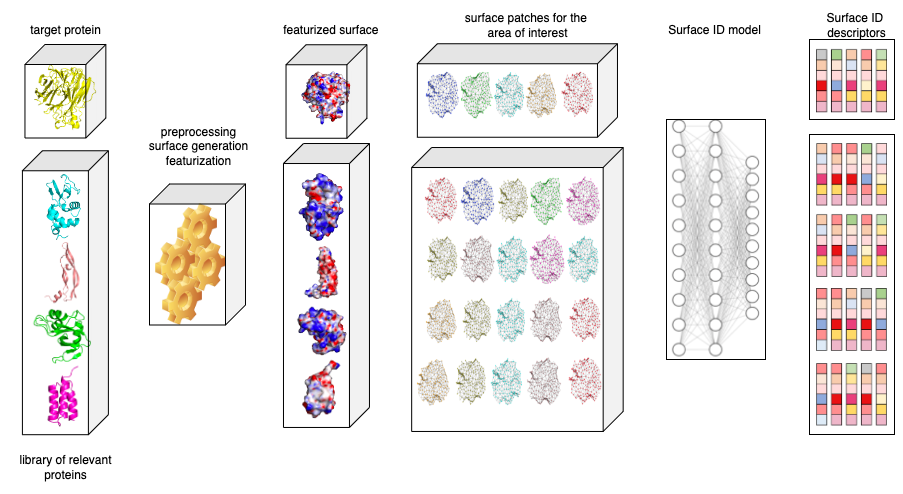 target protein
featurized surface
surface patches for the
area of interest
Surface ID model
Surface ID
descriptors
preprocessing
surface generation
featurization
library of relevant
proteins